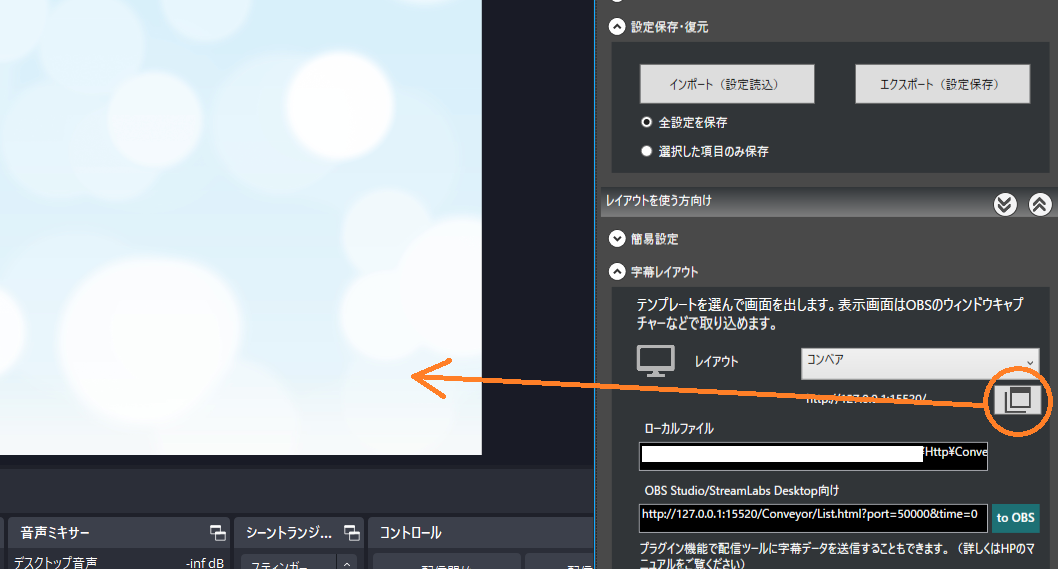 設定保存・復元
インポート（設定読込）
エクスポート（設定保存）
全設定を保存
選択した項目のみ保存
レイアウトを使う方向け
簡易設定
字幕レイアウト
テンプレートを選んで画面を出します。表示画面はOBSのウィンドウキャプ
チャーなどで取り込めます。
レイアウト
コンベア
http://127.0.0.1:15520/
ローカルファイル
¥Http¥Conve
OBS Studio/StreamLabs Desktop向け
http://127.0.0.1:15520/Conveyor/List.html?port=50000&time=0
to OBS
プラグイン機能で配信ツールに字幕データを送信することもできます。（詳しくはHPのマ
ニュアルをご覧ください）
音声ミキサー
シーントランジ...
コントロール
デスクトップ音声
-inf dB
スティンガー
配信開始